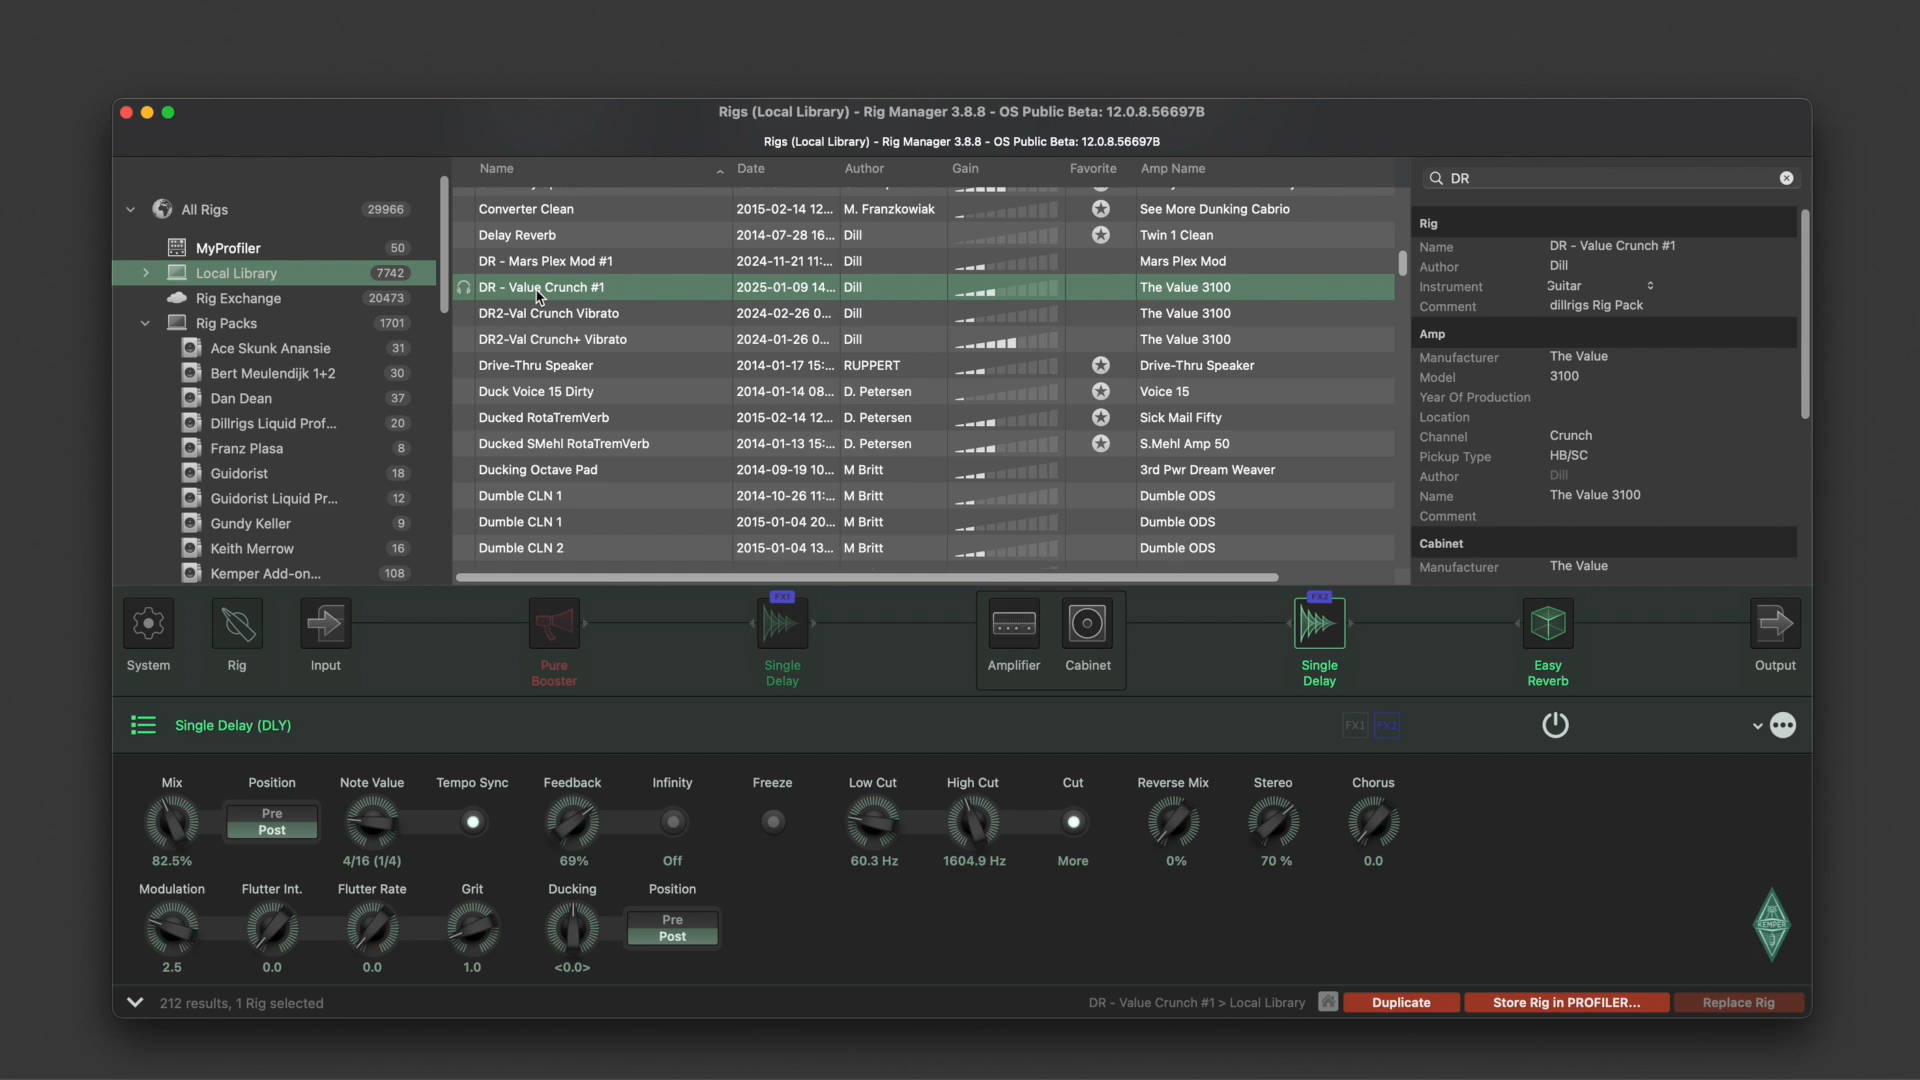 Rigs (Local Library) - Rig Manager 3.8.8 - OS Public Beta: 12.0.8.56697B
Rigs (Local Library) - Rig Manager 3.8.8 - OS Public Beta: 12.0.8.56697B
Name Date Author Gain Favorite Amp Name
Converter Clean 2015-02-14 12... M. Franzkowiak See More Dunking Cabrio
Delay Reverb 2014-07-28 16... Dill Twin 1 Clean
DR - Mars Plex Mod #1 2024-11-21 11:... Dill Mars Plex Mod
DR - Value Crunch #1 2025-01-09 14... Dill The Value 3100
DR2-Val Crunch Vibrato 2024-02-26 0... Dill The Value 3100
DR2-Val Crunch+ Vibrato 2024-01-26 0... Dill The Value 3100
Drive-Thru Speaker 2014-01-17 15:... RUPPERT Drive-Thru Speaker
Duck Voice 15 Dirty 2014-01-14 08... D. Petersen Voice 15
Ducked RotaTremVerb 2015-02-14 12... D. Petersen Sick Mail Fifty
Ducked SMehl RotaTremVerb 2014-01-13 15:... D. Petersen S.Mehl Amp 50
Ducking Octave Pad 2014-09-19 10... M Britt 3rd Pwr Dream Weaver
Dumble CLN 1 2014-10-26 11:... M Britt Dumble ODS
Dumble CLN 1 2015-01-04 20... M Britt Dumble ODS
Dumble CLN 2 2015-01-04 13... M Britt Dumble ODS
All Rigs 29966
MyProfiler 50
Local Library 7742
Rig Exchange 20473
Rig Packs 1701
Ace Skunk Anansie 31
Bert Meulendijk 1+2 30
Dan Dean 37
Dillrigs Liquid Prof... 20
Franz Plasa 8
Guidorist 18
Guidorist Liquid Pr... 12
Gundy Keller 9
Keith Merrow 16
Kemper Add-on... 108
DR
Rig
Name DR - Value Crunch #1
Author Dill
Instrument Guitar
Comment dillrigs Rig Pack
Amp
Manufacturer The Value
Model 3100
Year Of Production
Location
Channel Crunch
Pickup Type HB/SC
Author Dill
Name The Value 3100
Comment
Cabinet
Manufacturer The Value
FX1 FX2
System Rig Input Pure Booster Single Delay Amplifier Cabinet Single Delay Easy Reverb Output
Single Delay (DLY) FX1 FX2
Mix Position Note Value Tempo Sync Feedback Infinity Freeze Low Cut High Cut Cut Reverse Mix Stereo Chorus
Pre
Post
82.5% 4/16 (1/4) 69% Off 60.3 Hz 1604.9 Hz More 0% 70 % 0.0
Modulation Flutter Int. Flutter Rate Grit Ducking Position
Pre
Post
2.5 0.0 0.0 1.0 <0.0>
KEMPER
212 results, 1 Rig selected DR - Value Crunch #1 > Local Library Duplicate Store Rig in PROFILER... Replace Rig